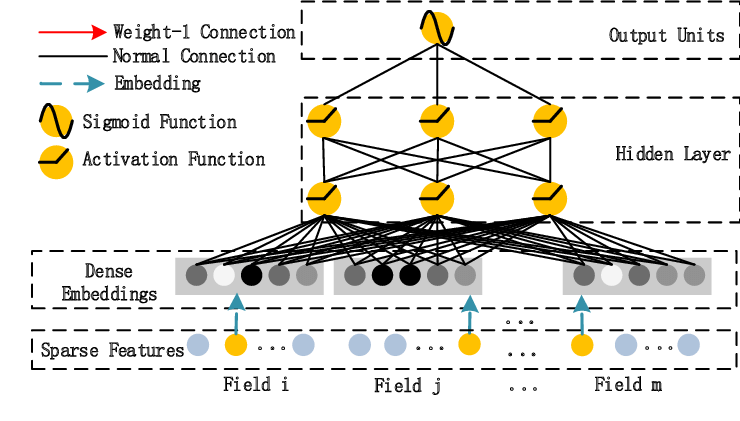 Weight-1 Connection
Normal Connection
Embedding
Sigmoid Function
Activation Function
Output Units
Hidden Layer
Dense
Embeddings
...
Sparse Features ... ... ... ...
Field i Field j ... Field m